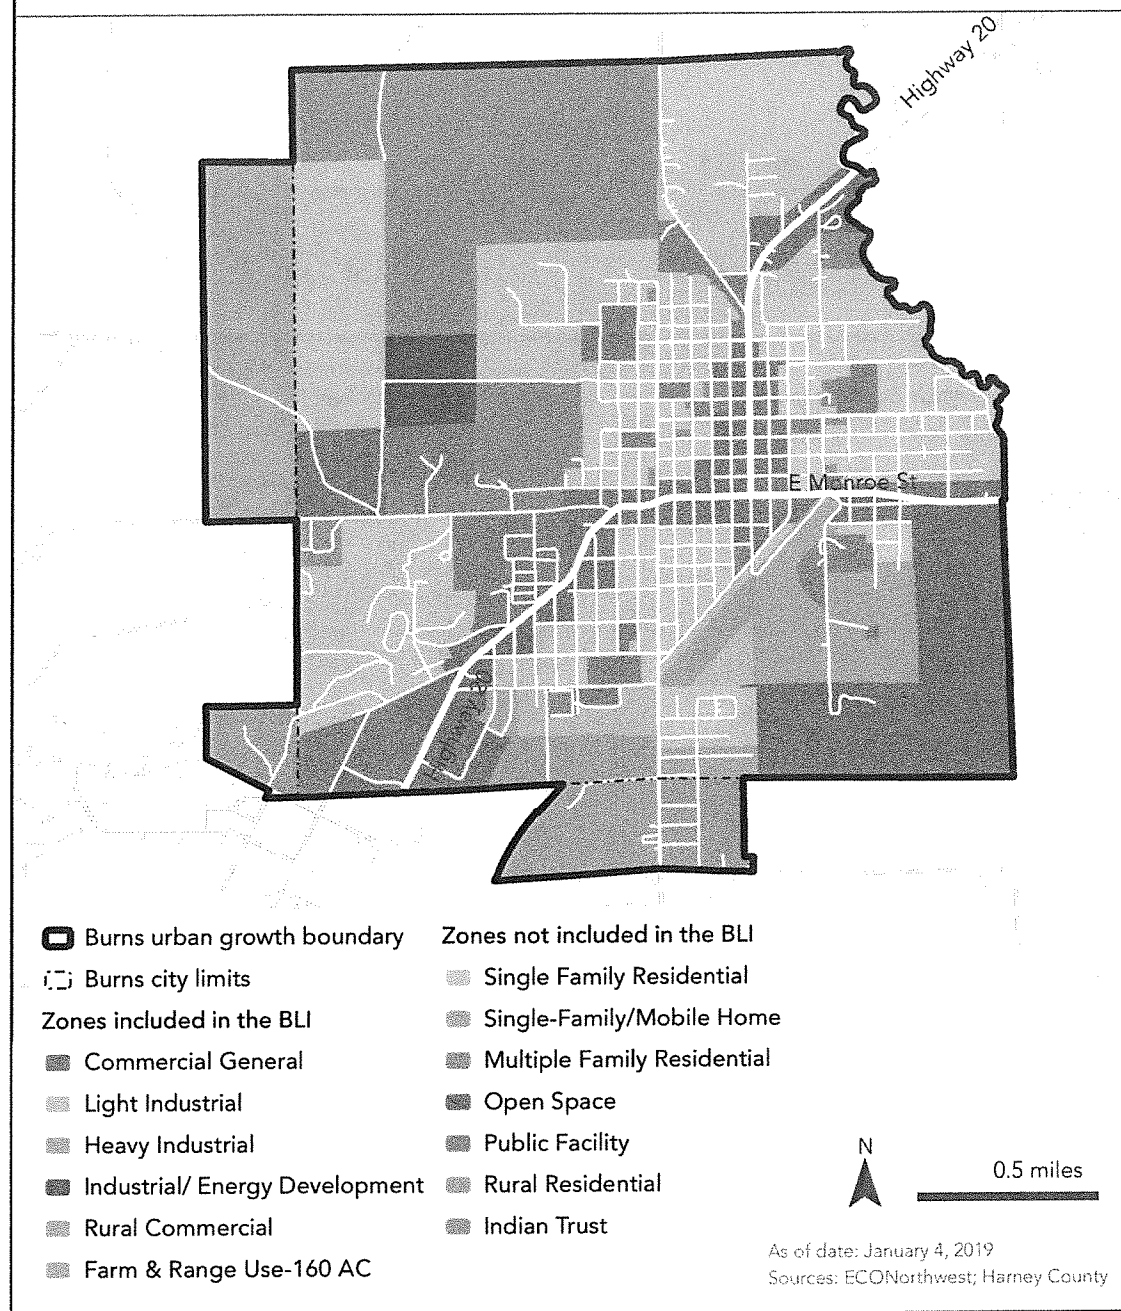 Highway 20
E Monroe St
Highway 20
Burns urban growth boundary
Burns city limits
Zones included in the BLI
Commercial General
Light Industrial
Heavy Industrial
Industrial/ Energy Development
Rural Commercial
Farm & Range Use-160 AC
Zones not included in the BLI
Single Family Residential
Single-Family/Mobile Home
Multiple Family Residential
Open Space
Public Facility
Rural Residential
Indian Trust
N
0.5 miles
As of date: January 4, 2019
Sources: ECONorthwest; Harney County